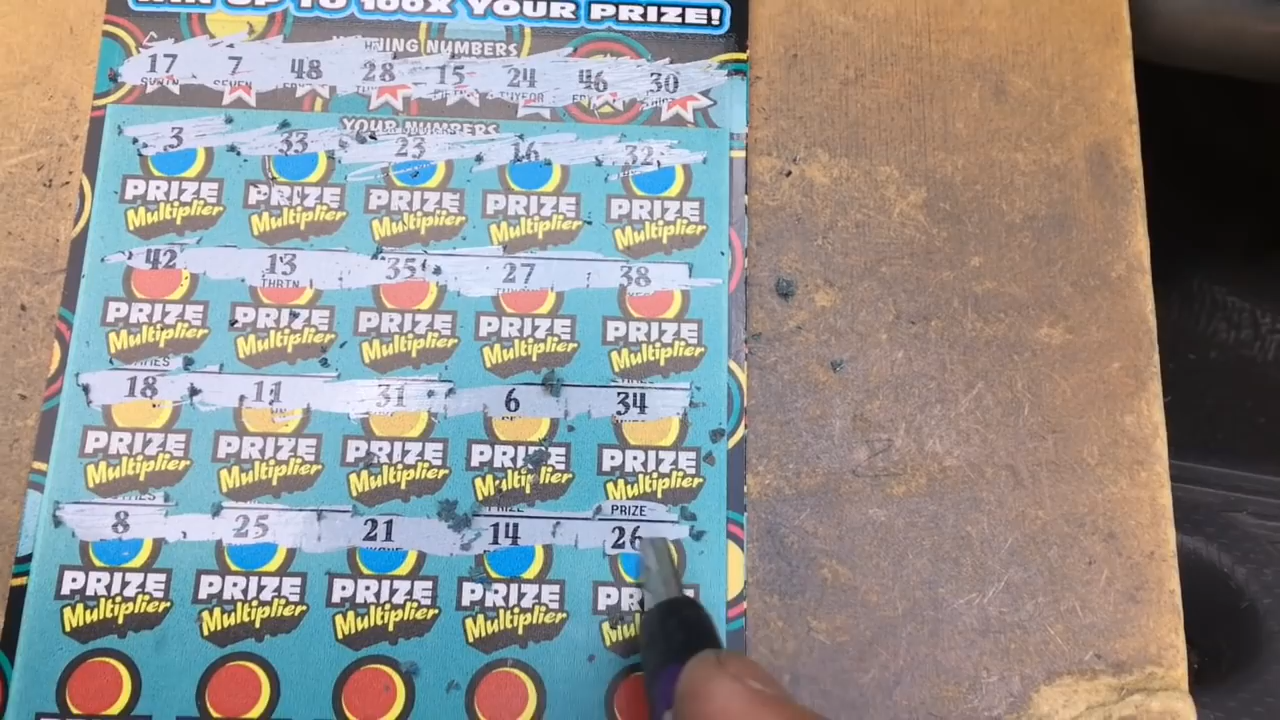 WIN UP TO 100X YOUR PRIZE!
WINNING NUMBERS
17 7 48 28 15 24 46 30
SEVEN
YOUR NUMBERS
3 33 23 16 32
PRIZE PRIZE PRIZE PRIZE PRIZE
Multiplier Multiplier Multiplier Multiplier Multiplier
42 13 35 27 38
THRTN
PRIZE PRIZE PRIZE PRIZE PRIZE
Multiplier Multiplier Multiplier Multiplier Multiplier
18 11 31 6 34
PRIZE PRIZE PRIZE PRIZE PRIZE
Multiplier Multiplier Multiplier Multiplier Multiplier
PRIZE PRIZE
8 25 21 14 26
PRIZE PRIZE PRIZE PRIZE
Multiplier Multiplier Multiplier Multiplier